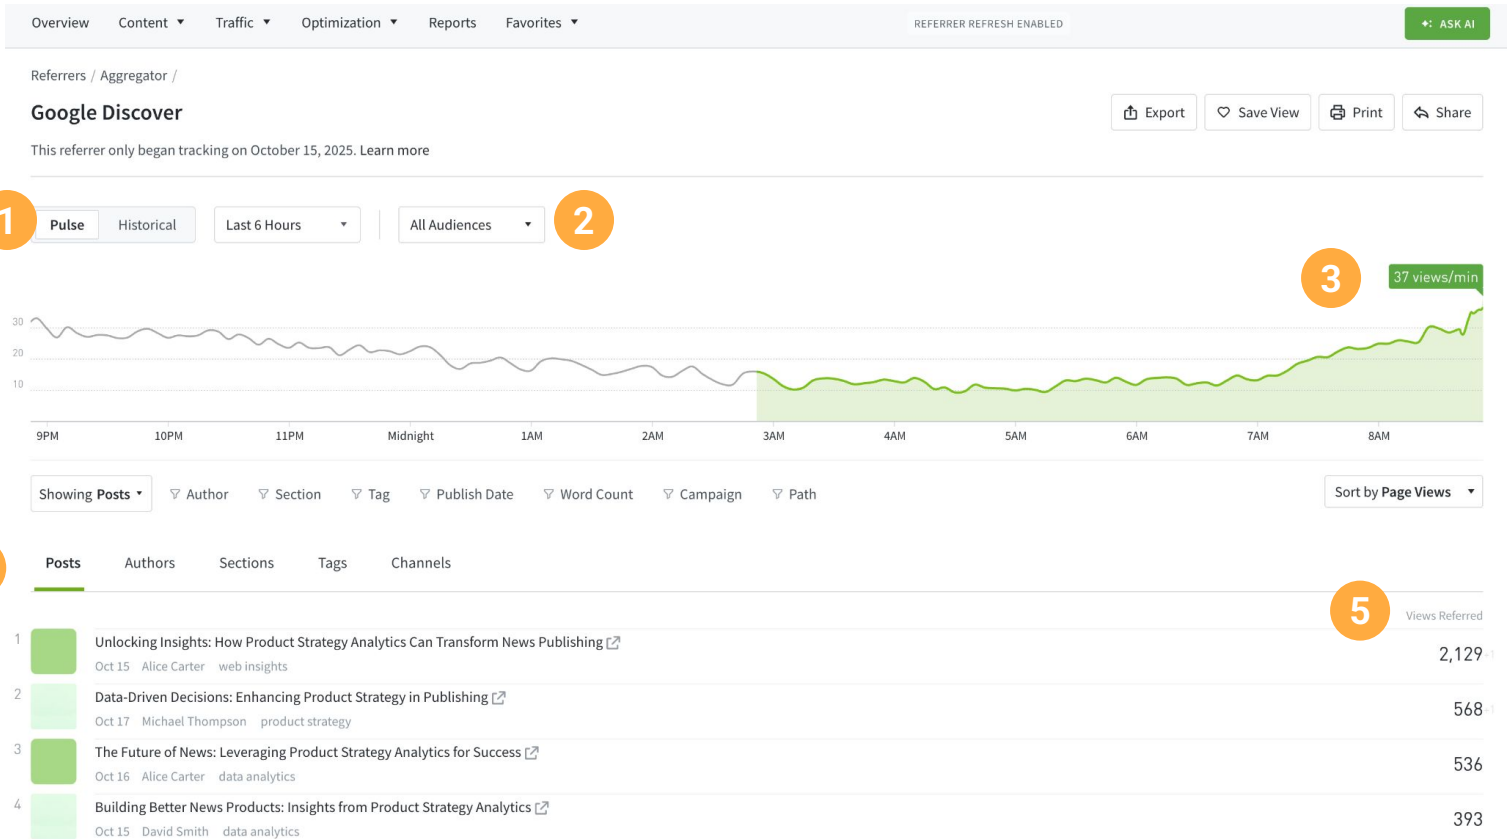 Overview Content Traffic Optimization Reports Favorites REFERRER REFRESH ENABLED ASK AI
Referrers / Aggregator /
Google Discover
Export Save View Print Share
This referrer only began tracking on October 15, 2025. Learn more
1 Pulse Historical Last 6 Hours All Audiences 2
3 37 views/min
30
20
10
9PM 10PM 11PM Midnight 1AM 2AM 3AM 4AM 5AM 6AM 7AM 8AM
Showing Posts Author Section Tag Publish Date Word Count Campaign Path Sort by Page Views
Posts Authors Sections Tags Channels
5 Views Referred
1 Unlocking Insights: How Product Strategy Analytics Can Transform News Publishing 2,129 +1
Oct 15 Alice Carter web insights
2 Data-Driven Decisions: Enhancing Product Strategy in Publishing 568 +1
Oct 17 Michael Thompson product strategy
3 The Future of News: Leveraging Product Strategy Analytics for Success 536
Oct 16 Alice Carter data analytics
4 Building Better News Products: Insights from Product Strategy Analytics 393
Oct 15 David Smith data analytics